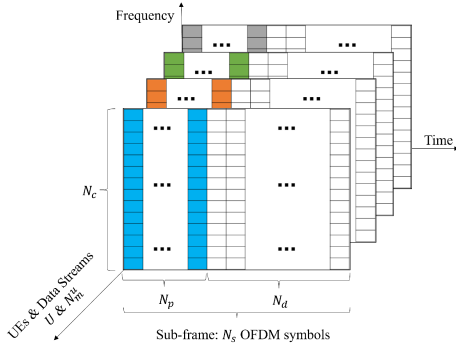 Frequency
Time
N_c
UEs & Data Streams
U & N_m^u
N_p
N_d
Sub-frame: N_s OFDM symbols